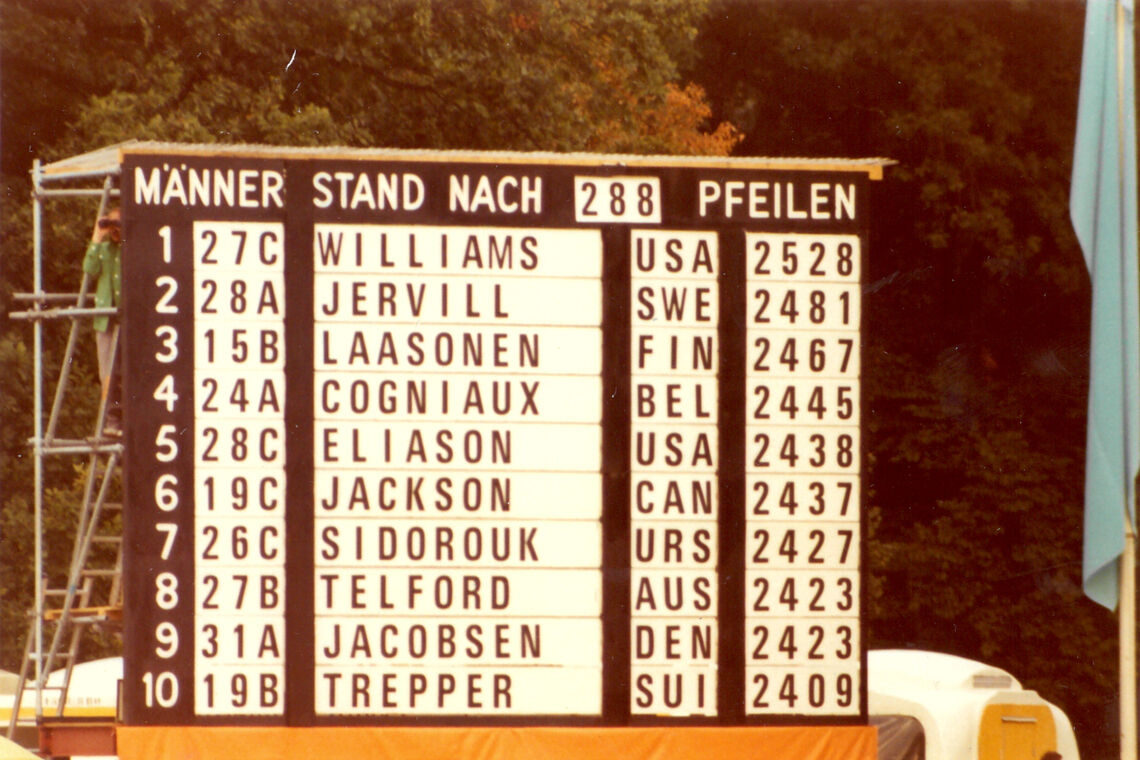 MÄNNER STAND NACH 288 PFEILEN
1 27C WILLIAMS USA 2528
2 28A JERVILL SWE 2481
3 15B LAASONEN FIN 2467
4 24A COGNIAUX BEL 2445
5 28C ELIASON USA 2438
6 19C JACKSON CAN 2437
7 26C SIDOROUK URS 2427
8 27B TELFORD AUS 2423
9 31A JACOBSEN DEN 2423
10 19B TREPPER SUI 2409